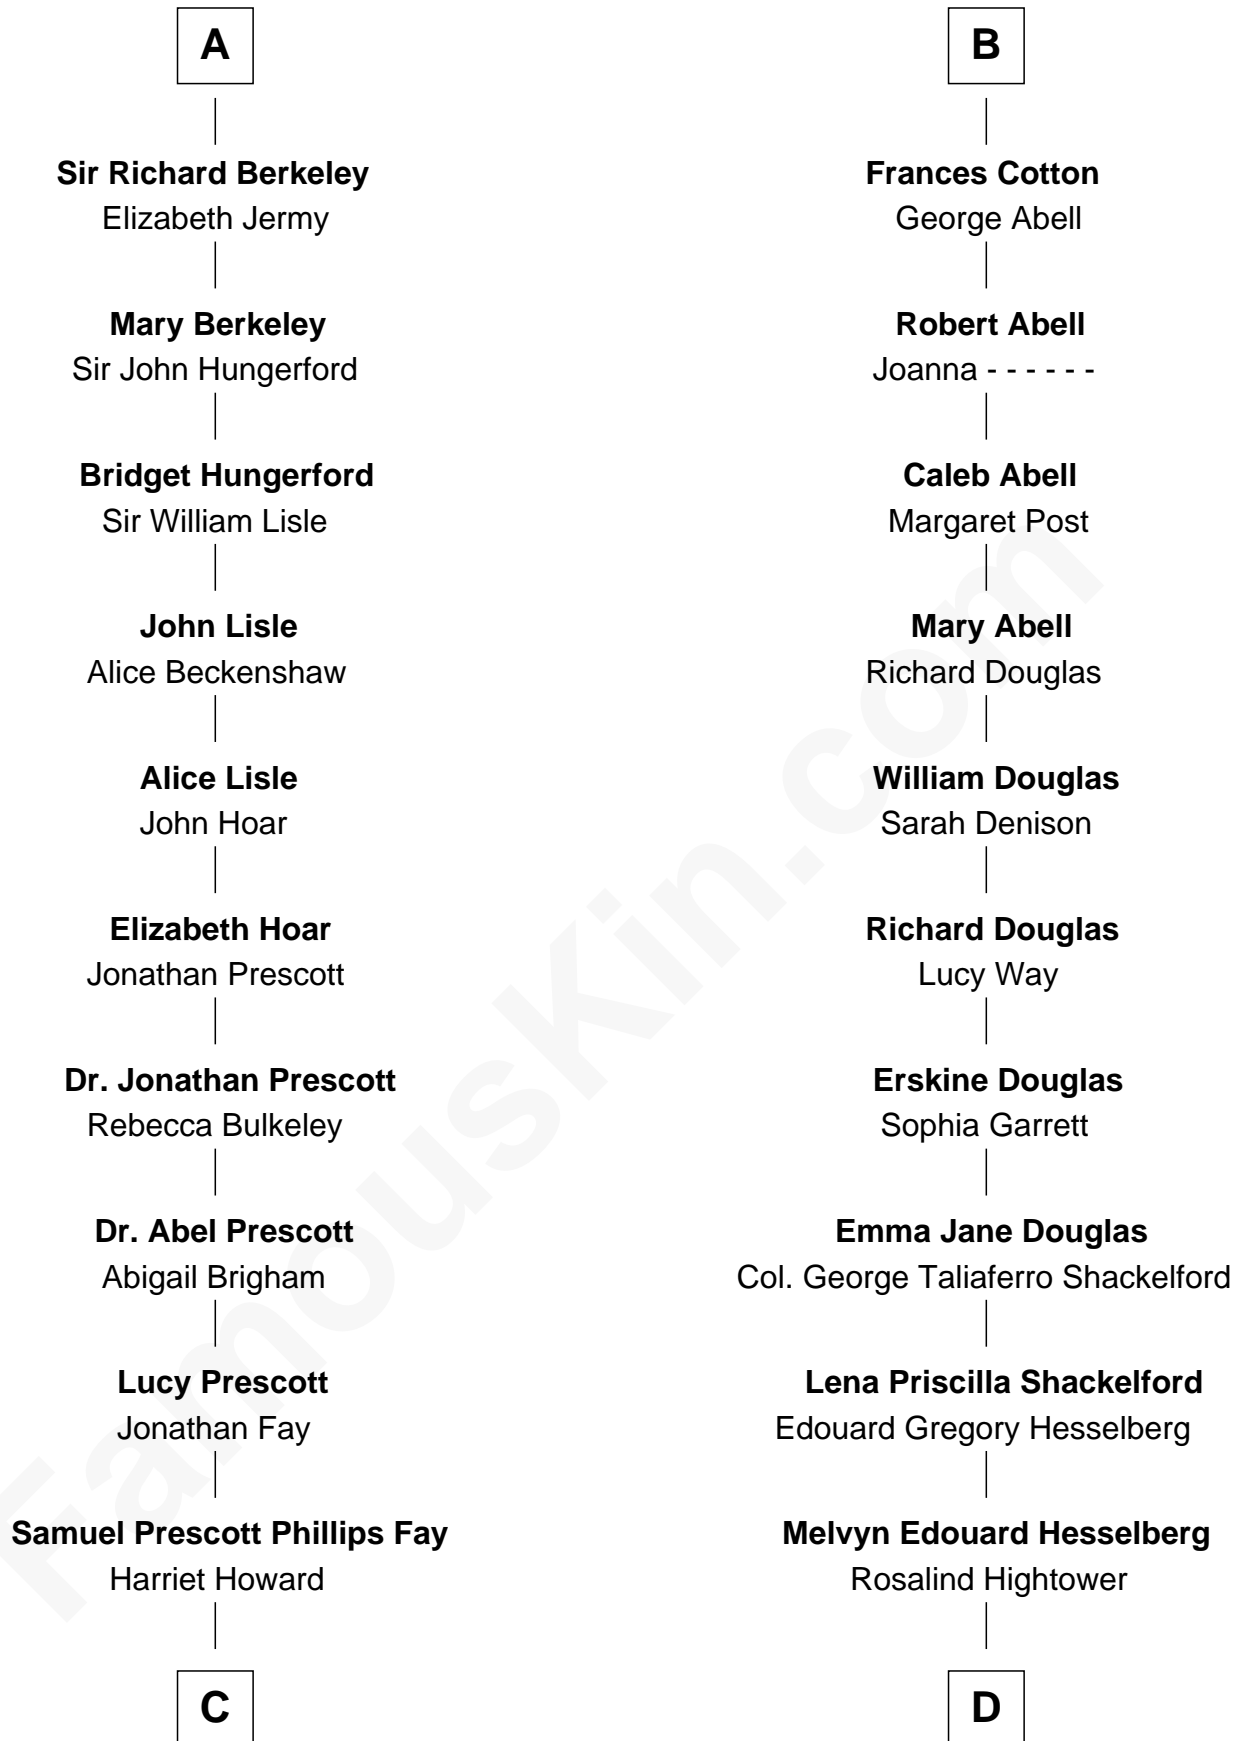 A
Sir Richard Berkeley
Elizabeth Jermy
Mary Berkeley
Sir John Hungerford
Bridget Hungerford
Sir William Lisle
John Lisle
Alice Beckenshaw
Alice Lisle
John Hoar
Elizabeth Hoar
Jonathan Prescott
Dr. Jonathan Prescott
Rebecca Bulkeley
Dr. Abel Prescott
Abigail Brigham
Lucy Prescott
Jonathan Fay
Samuel Prescott Phillips Fay
Harriet Howard
C
B
Frances Cotton
George Abell
Robert Abell
Joanna - - - - - -
Caleb Abell
Margaret Post
Mary Abell
Richard Douglas
William Douglas
Sarah Denison
Richard Douglas
Lucy Way
Erskine Douglas
Sophia Garrett
Emma Jane Douglas
Col. George Taliaferro Shackelford
Lena Priscilla Shackelford
Edouard Gregory Hesselberg
Melvyn Edouard Hesselberg
Rosalind Hightower
D
FamousKin.com